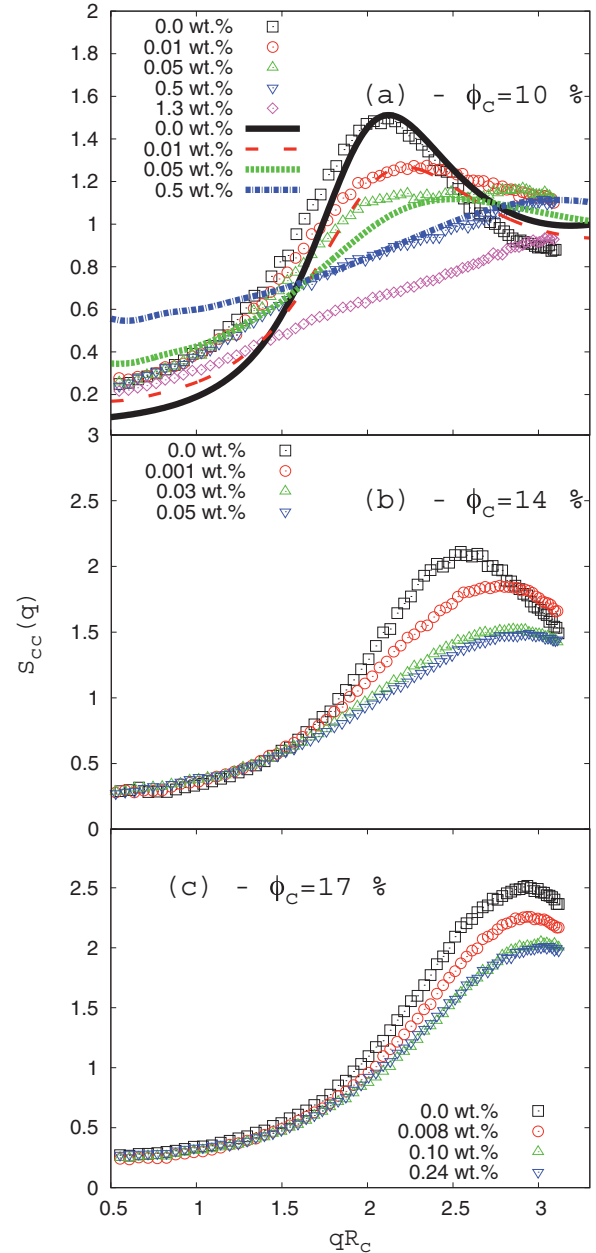 2
1.8
1.6
1.4
1.2
1
0.8
0.6
0.4
0.2
0.0 wt.%
0.01 wt.%
0.05 wt.%
0.5 wt.%
1.3 wt.%
0.0 wt.%
0.01 wt.%
0.05 wt.%
0.5 wt.%
(a) - ϕc=10 %
3
2.5
2
1.5
1
0.5
0
0.0 wt.%
0.001 wt.%
0.03 wt.%
0.05 wt.%
(b) - ϕc=14 %
Scc(q)
2.5
2
1.5
1
0.5
0
(c) - ϕc=17 %
0.0 wt.%
0.008 wt.%
0.10 wt.%
0.24 wt.%
0.5 1 1.5 2 2.5 3
qRc